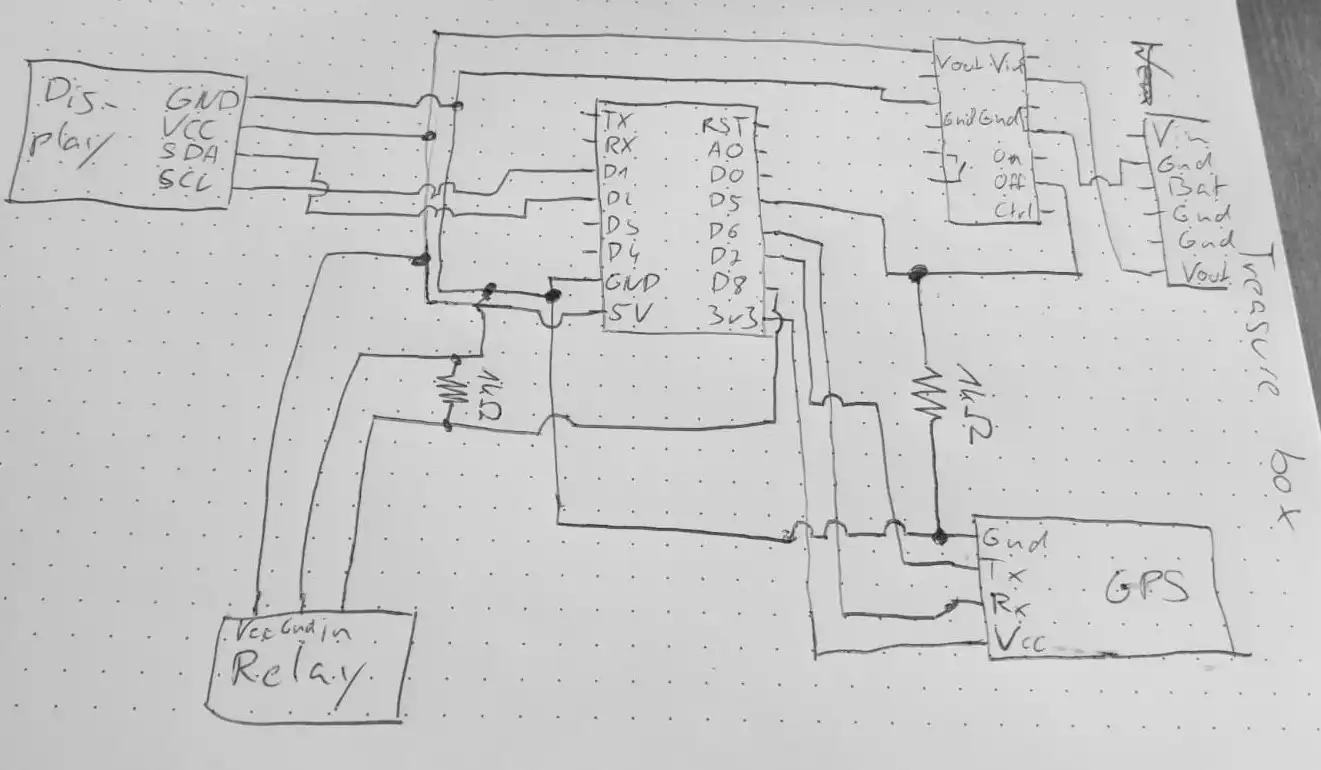 Dis-
play
GND
VCC
SDA
SCL
TX
RX
D1
D2
D3
D4
GND
5V
RST
A0
D0
D5
D6
D7
D8
3v3
Vout Vin
Gnd Gnd
On
Off
Ctrl
Vin
Gnd
Bat
Gnd
Gnd
Vout
Treasure box
1kΩ
1kΩ
Gnd
Tx
Rx
Vcc
GPS
Vcc Gnd in
Relay